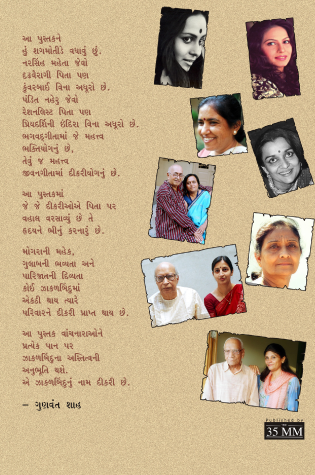 આ પુસ્તકને
હું શગમોતીડે વધાવું છું.
નરસિંહ મહેતા જેવો
દકવૈરાગી પિતા પણ
કુંવરબાઈ વિના અધૂરો છે.
પંડિત નહેરુ જેવો
રેશનલિસ્ટ પિતા પણ
પ્રિયદર્શિની ઇંદિરા વિના અધૂરો છે.
ભગવદ્ગીતામાં જે મહત્ત્વ
ભક્તિયોગનું છે,
તેવું જ મહત્ત્વ
જીવનગીતામાં દીકરીયોગનું છે.
આ પુસ્તકમાં
જે જે દીકરીઓએ પિતા પર
વહાલ વરસાવ્યું છે તે
હૃદયને ભીનું કરનારું છે.
મોગરાની મહેક,
ગુલાબની ભવ્યતા અને
પારિજાતની દિવ્યતા
કોઈ ઝાકળબિંદુમાં
એકઠી થાય ત્યારે
પરિવારને દીકરી પ્રાપ્ત થાય છે.
આ પુસ્તક વાંચનારાઓને
પ્રત્યેક પાન પર
ઝાકળબિંદુના અસ્તિત્વની
અનુભૂતિ થશે.
એ ઝાકળબિંદુનું નામ દીકરી છે.
– ગુણવંત શાહ
PUBLISHED BY
35 MM